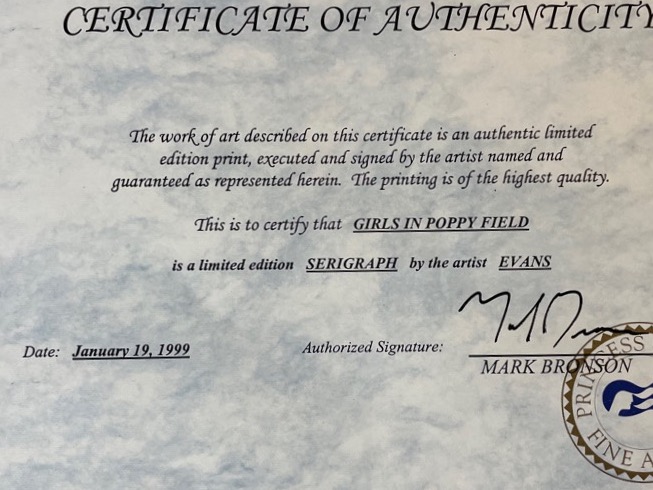 CERTIFICATE OF AUTHENTICITY
The work of art described on this certificate is an authentic limited
edition print, executed and signed by the artist named and
guaranteed as represented herein. The printing is of the highest quality.
This is to certify that GIRLS IN POPPY FIELD
is a limited edition SERIGRAPH by the artist EVANS
Date: January 19, 1999 Authorized Signature:
MARK BRONSON
PRINCESS
FINE A